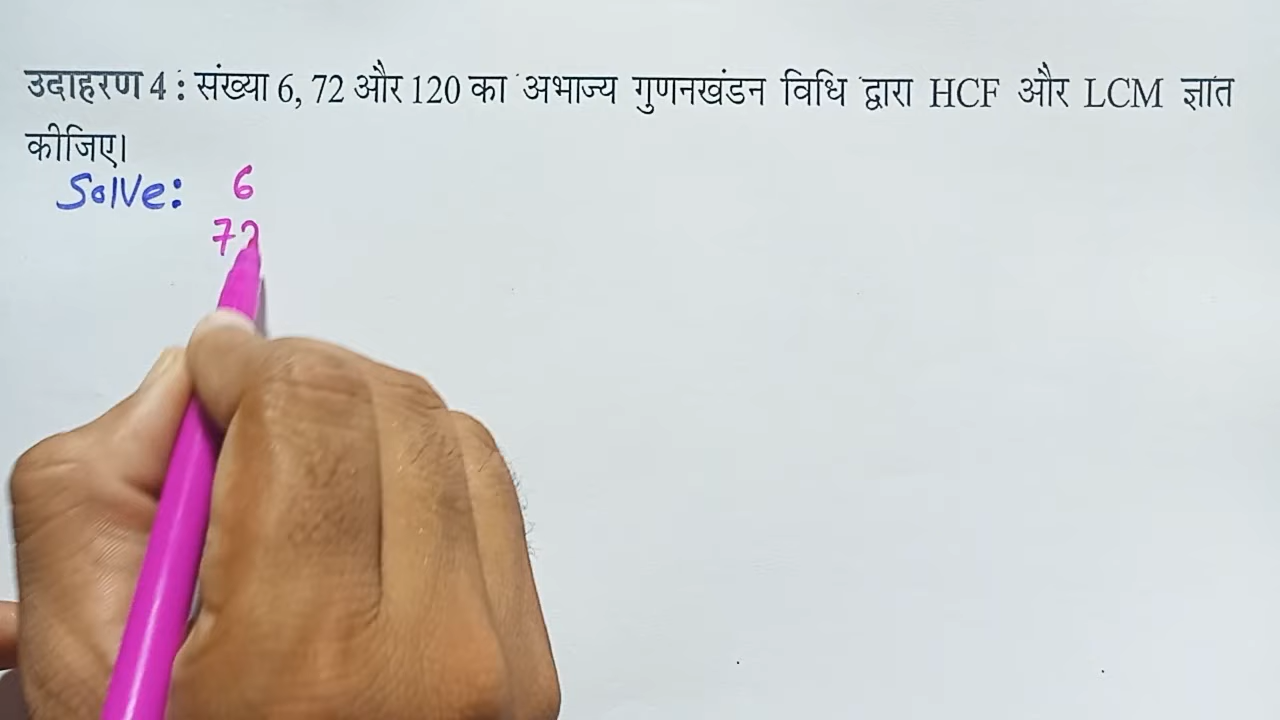 उदाहरण 4 : संख्या 6, 72 और 120 का अभाज्य गुणनखंडन विधि द्वारा HCF और LCM ज्ञात
कीजिए।
Solve: 6
72